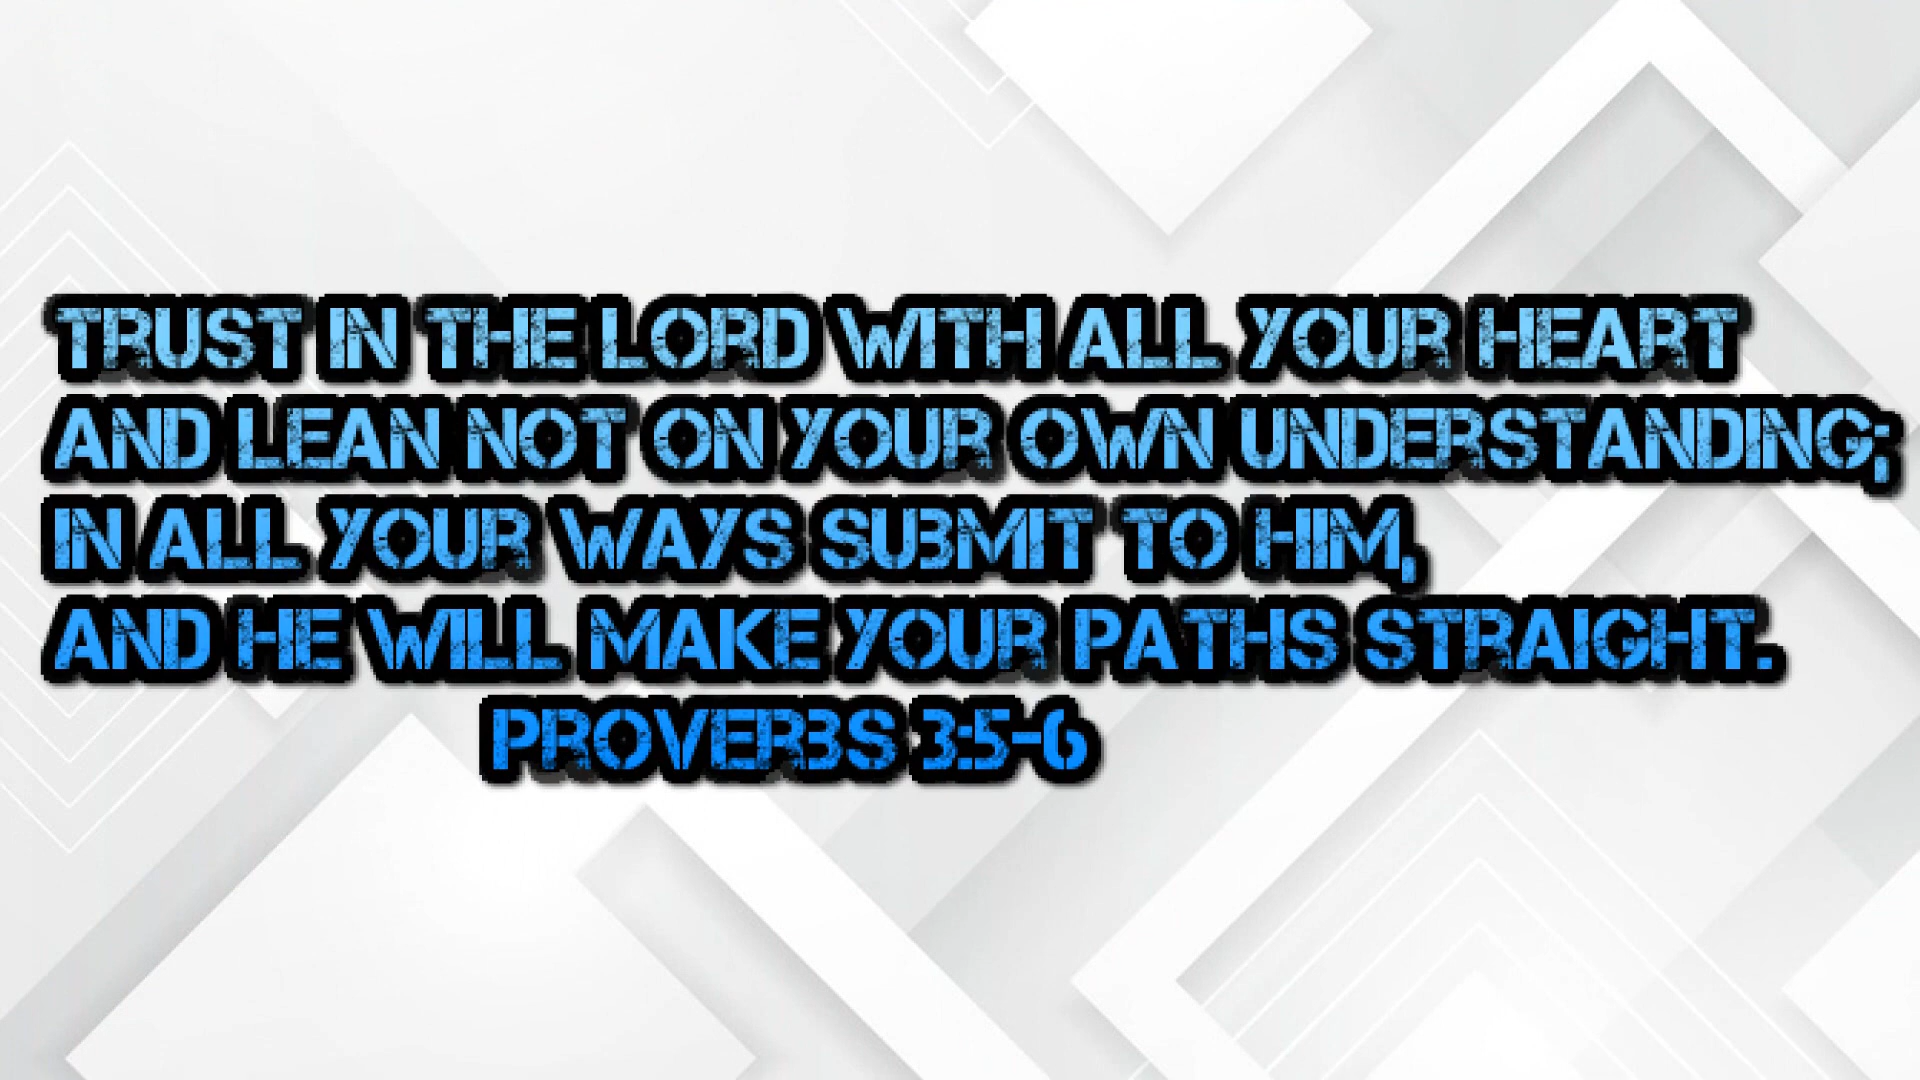 TRUST IN THE LORD WITH ALL YOUR HEART
AND LEAN NOT ON YOUR OWN UNDERSTANDING;
IN ALL YOUR WAYS SUBMIT TO HIM,
AND HE WILL MAKE YOUR PATHS STRAIGHT.
PROVERBS 3:5-6